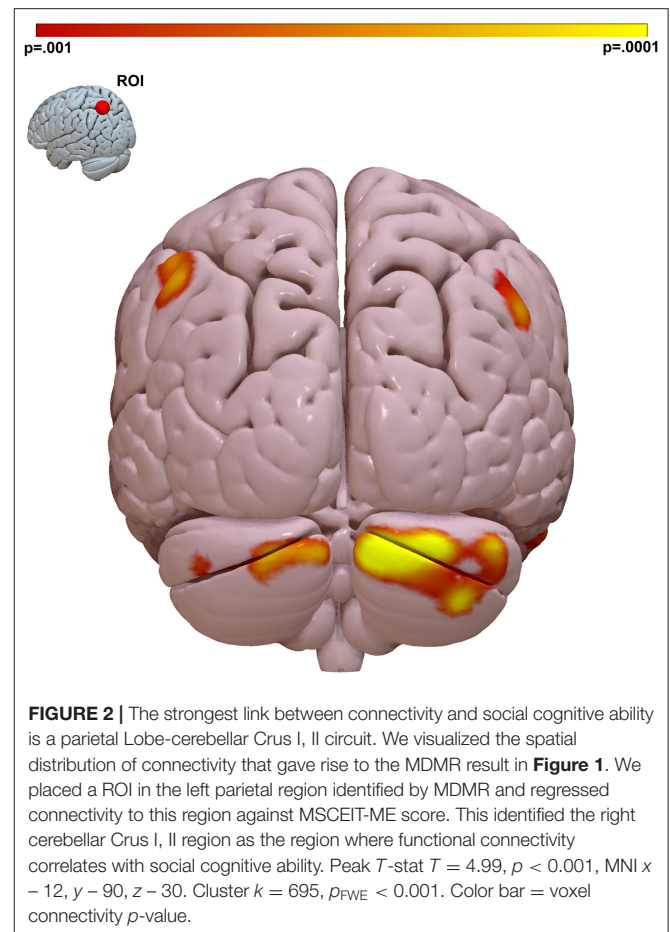 p=.001
p=.0001
ROI
FIGURE 2 | The strongest link between connectivity and social cognitive ability
is a parietal Lobe-cerebellar Crus I, II circuit. We visualized the spatial
distribution of connectivity that gave rise to the MDMR result in Figure 1. We
placed a ROI in the left parietal region identified by MDMR and regressed
connectivity to this region against MSCEIT-ME score. This identified the right
cerebellar Crus I, II region as the region where functional connectivity
correlates with social cognitive ability. Peak T-stat T = 4.99, p < 0.001, MNI x
– 12, y – 90, z – 30. Cluster k = 695, pFWE < 0.001. Color bar = voxel
connectivity p-value.